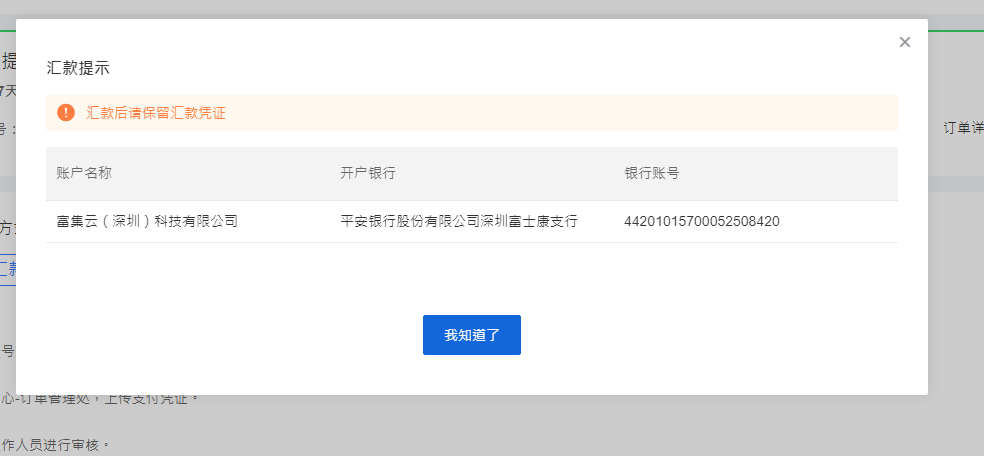 提
7天
号：
订单详
汇款提示
汇款后请保留汇款凭证
账户名称 开户银行 银行账号
富集云（深圳）科技有限公司 平安银行股份有限公司深圳富士康支行 44201015700052508420
方式
汇款
我知道了
号
心-订单管理处，上传支付凭证。
作人员进行审核。